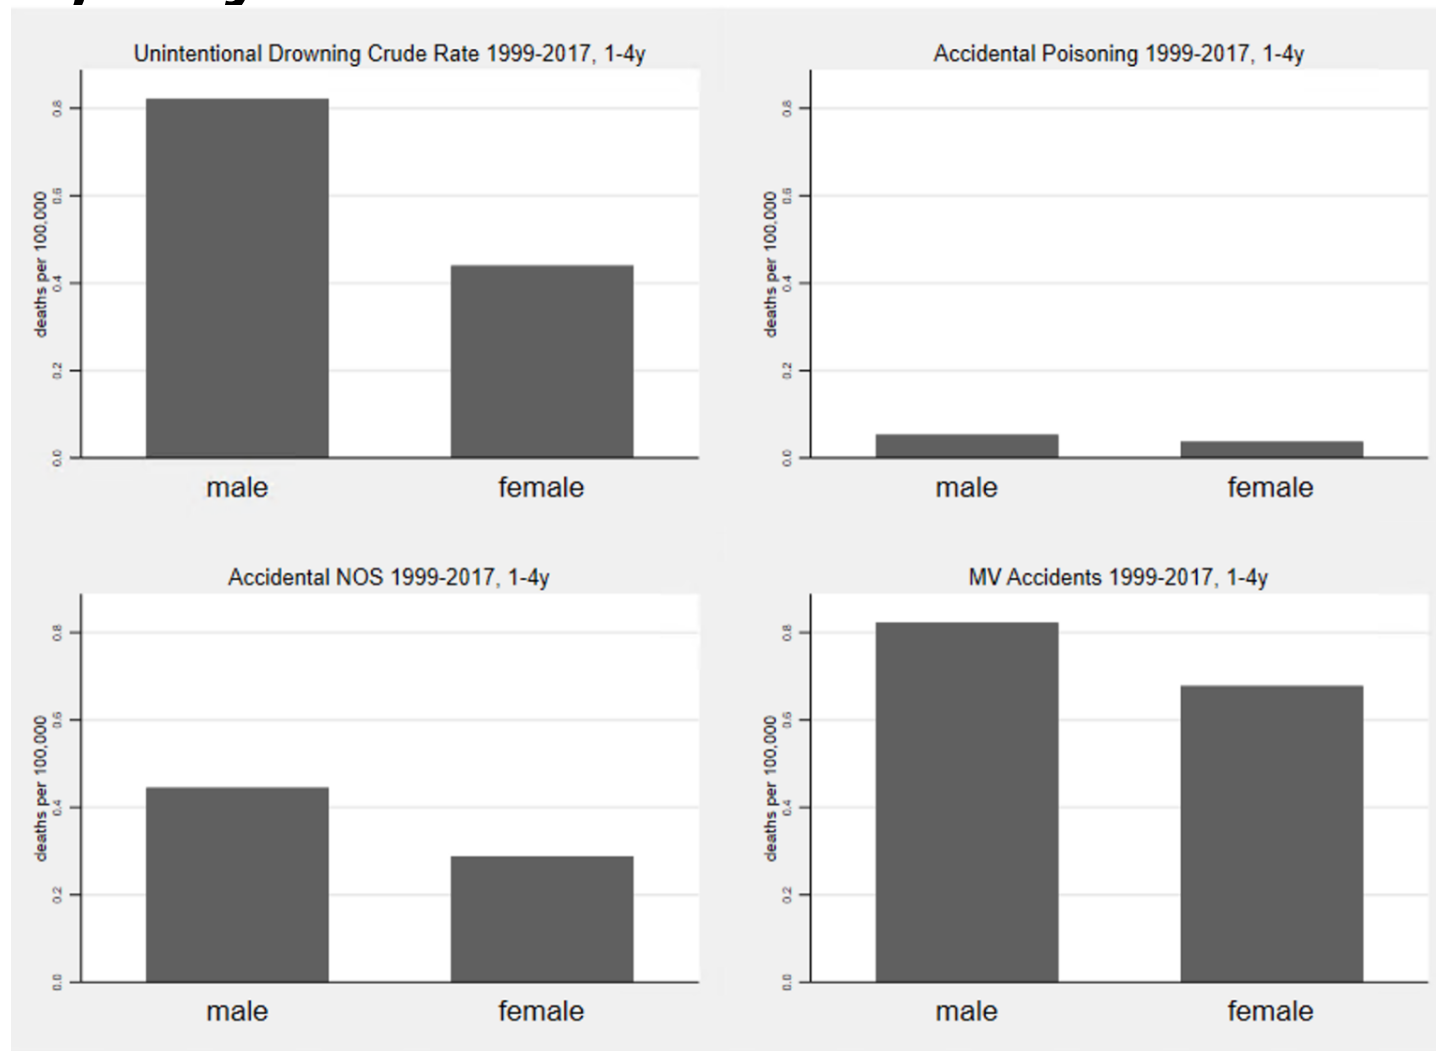 Unintentional Drowning Crude Rate 1999-2017, 1-4y
deaths per 100,000
0.8
0.6
0.4
0.2
0.0
male female
Accidental Poisoning 1999-2017, 1-4y
deaths per 100,000
0.8
0.6
0.4
0.2
0.0
male female
Accidental NOS 1999-2017, 1-4y
deaths per 100,000
0.8
0.6
0.4
0.2
0.0
male female
MV Accidents 1999-2017, 1-4y
deaths per 100,000
0.8
0.6
0.4
0.2
0.0
male female